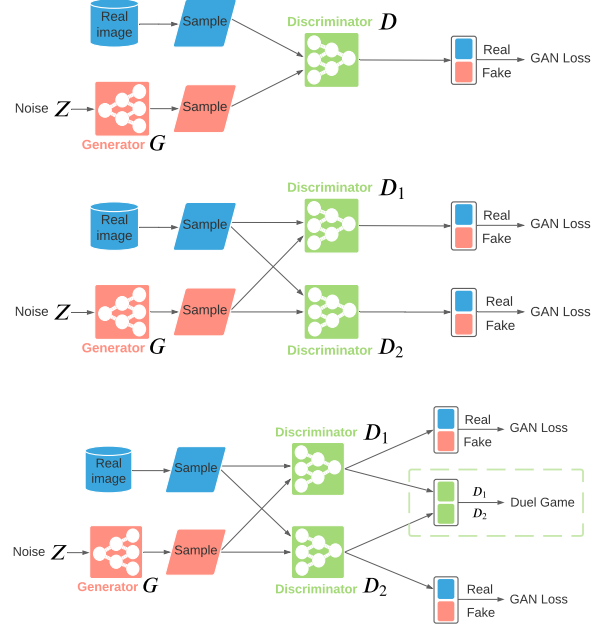 Real
image
Sample
Discriminator D
Real
Fake
GAN Loss
Noise Z
Sample
Generator G
Discriminator D1
Real
image
Sample
Real
Fake
GAN Loss
Noise Z
Sample
Generator G
Discriminator D2
Real
Fake
GAN Loss
Discriminator D1
Real
Fake
GAN Loss
Real
image
Sample
D1
D2
Duel Game
Noise Z
Sample
Generator G
Discriminator D2
Real
Fake
GAN Loss